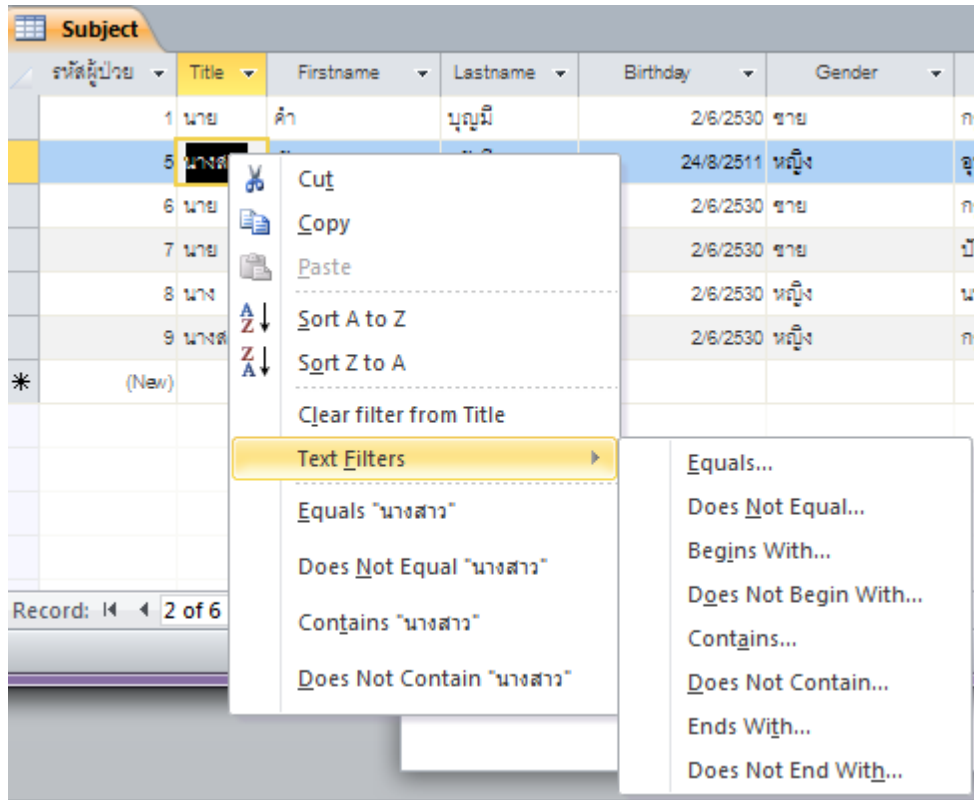 Subject
รหัสผู้ป่วย Title Firstname Lastname Birthday Gender
1 นาย คำ บุญมี 2/6/2530 ชาย
5 24/8/2511 หญิง
6 นาย 2/6/2530 ชาย
7 นาย 2/6/2530 ชาย
8 นาง 2/6/2530 หญิง
9 2/6/2530 หญิง
(New)
Cut
Copy
Paste
Sort A to Z
Sort Z to A
Clear filter from Title
Text Filters
Equals "นางสาว"
Does Not Equal "นางสาว"
Contains "นางสาว"
Does Not Contain "นางสาว"
Equals...
Does Not Equal...
Begins With...
Does Not Begin With...
Contains...
Does Not Contain...
Ends With...
Does Not End With...
Record: 2 of 6